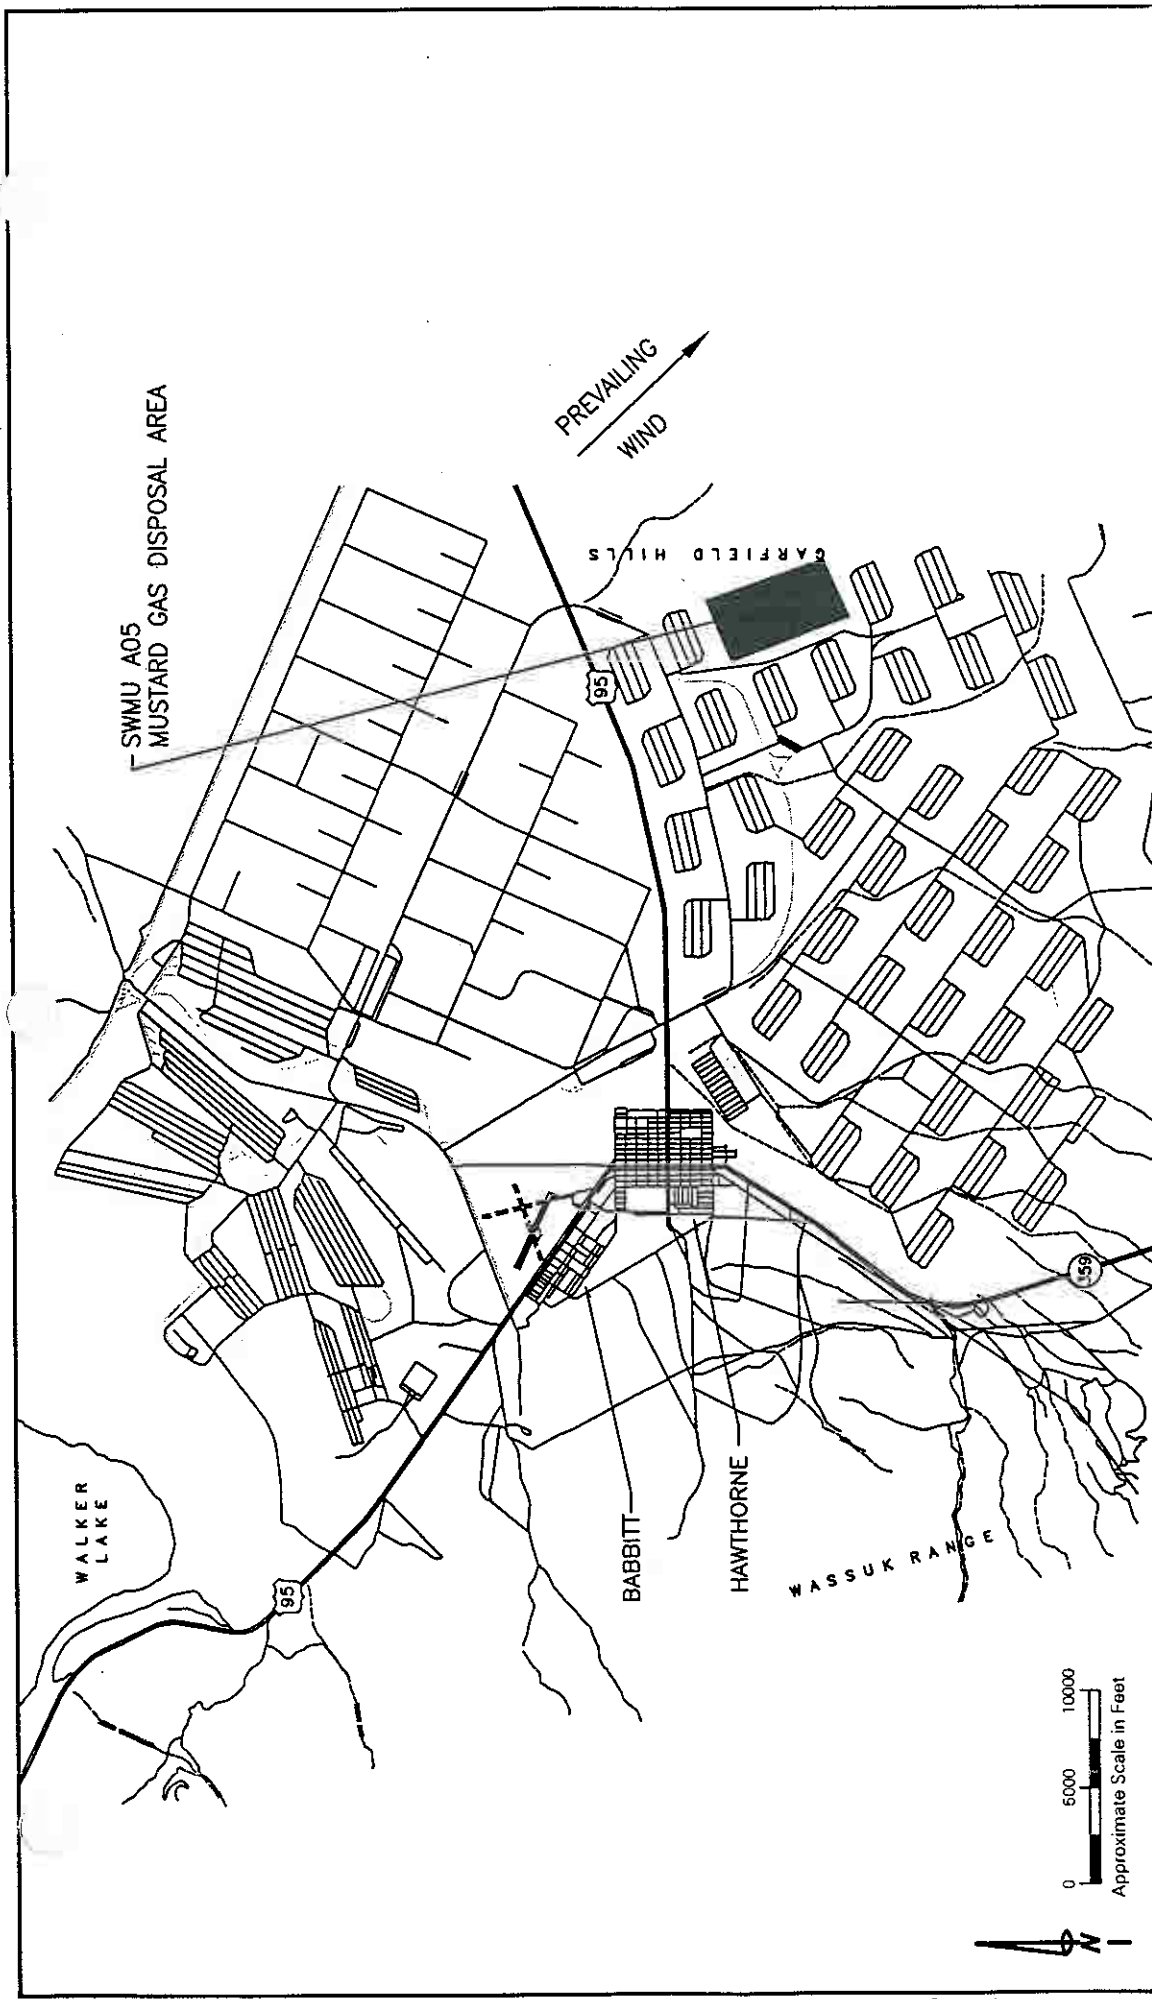 SWMU A05
MUSTARD GAS DISPOSAL AREA
PREVAILING
WIND
GARFIELD HILLS
95
WALKER
LAKE
95
BABBITT
HAWTHORNE
WASSUK RANGE
359
0 5000 10000
Approximate Scale in Feet
N